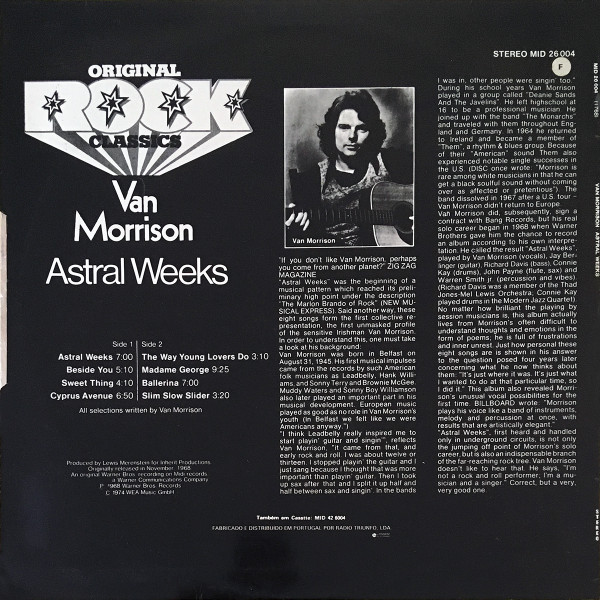 STEREO MID 26 004
F
ORIGINAL
ROCK
CLASSICS
Van
Morrison
Astral Weeks
Side 1 Side 2
Astral Weeks 7:00 The Way Young Lovers Do 3:10
Beside You 5:10 Madame George 9:25
Sweet Thing 4:10 Ballerina 7:00
Cyprus Avenue 6:50 Slim Slow Slider 3:20
All selections written by Van Morrison
Produced by Lewis Merenstein for Inherit Productions
Originally released in November 1968
An original Warner Bros. recording on Midi records
a Warner Communications Company
P 1968 Warner Bros. Records
C 1974 WEA Music GmbH
Van Morrison
"If you don't like Van Morrison, perhaps
you come from another planet?" ZIG ZAG
MAGAZINE
"Astral Weeks" was the beginning of a
musical pattern which reached its preli-
minary high point under the description
"The Marlon Brando of Rock" (NEW MU-
SICAL EXPRESS). Said another way, these
eight songs form the first collective re-
presentation, the first unmasked profile
of the sensitive Irishman Van Morrison.
In order to understand this, one must take
a look at his background:
Van Morrison was born in Belfast on
August 31, 1945. His first musical impulses
came from the records by such American
folk musicians as Leadbelly, Hank Willi-
ams, and Sonny Terry and Brownie McGee.
Muddy Waters and Sonny Boy Williamson
also later played an important part in his
musical development. European music
played as good as no role in Van Morrison's
youth (In Belfast we felt like we were
Americans anyway.")
"I think Leadbelly really inspired me to
start playin' guitar and singin'", reflects
Van Morrison. "it came from that, and
early rock and roll. I was about twelve or
thirteen. I stopped playin' the guitar and I
just sang because I thought that was more
important than playin' guitar. Then I took
up sax after that and I split it up half and
half between sax and singin'. In the bands
I was in, other people were singin' too."
During his school years Van Morrison
played in a group called "Deanie Sands
And The Javelins". He left highschool at
16 to be a professional musician. He
joined up with the band "The Monarchs"
and traveled with them throughout Eng-
land and Germany. In 1964 he returned
to Ireland and became a member of
"Them", a rhythm & blues group. Because
of their "American" sound Them also
experienced notable single successes in
the U.S. (DISC once wrote: "Morrison is
rare among white musicians in that he can
get a black soulful sound without coming
over as affected or pretentious"). The
band dissolved in 1967 after a U.S. tour –
Van Morrison didn't return to Europe.
Van Morrison did, subsequently, sign a
contract with Bang Records, but his real
solo career began in 1968 when Warner
Brothers gave him the chance to record
an album according to his own interpre-
tation. He called the result "Astral Weeks",
played by Van Morrison (vocals), Jay Ber-
linger (guitar), Richard Davis (bass), Connie
Kay (drums), John Payne (flute, sax) and
Warren Smith jr. (percussion and vibes).
(Richard Davis was a member of the Thad
Jones-Mel Lewis Orchestra; Connie Kay
played drums in the Modern Jazz Quartet).
No matter how brilliant the playing by
session musicians is, this album actually
lives from Morrison's often difficult to
understand thoughts and emotions in the
form of poems; he is full of frustrations
and inner unrest. Just how personal these
eight songs are is shown in his answer
to the question posed four years later
concerning what he now thinks about
them: "It's just where it was. It's just what
I wanted to do at that particular time, so
I did it." This album also revealed Morri-
son's unusual vocal possibilities for the
first time. BILLBOARD wrote: "Morrison
plays his voice like a band of instruments,
melody and percussion at once, with
results that are artistically elegant."
"Astral Weeks", first heard and handled
only in underground circuits, is not only
the jumping off point of Morrison's solo
career, but is also an indispensable branch
of the far-reaching rock tree. Van Morrison
doesn't like to hear that. He says, "I'm
not a rock and roll performer; I'm a mu-
sician and a singer." Correct, but a very,
very good one.
Também em Cassette: MID 42 6004
FABRICADO E DISTRIBUIDO EM PORTUGAL POR RADIO TRIUNFO, LDA.
MID 26 004
VAN MORRISON ASTRAL WEEKS
STEREO